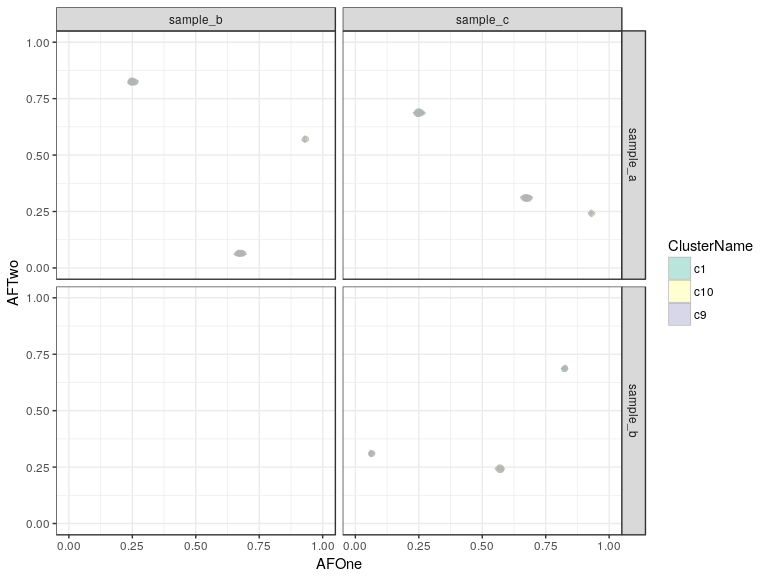 sample_b
sample_c
1.00
0.75
0.50
0.25
0.00
sample_a
1.00
0.75
0.50
0.25
0.00
sample_b
0.00 0.25 0.50 0.75 1.00
0.00 0.25 0.50 0.75 1.00
AFOne
AFTwo
ClusterName
c1
c10
c9